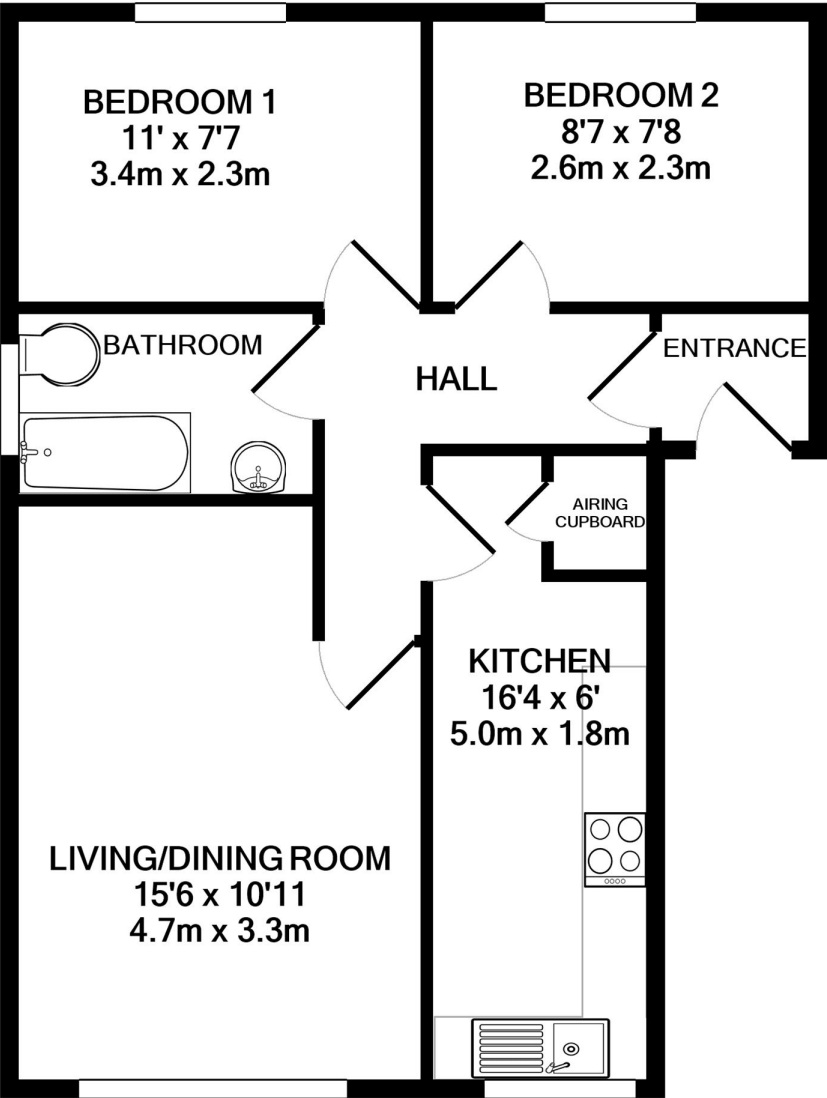 BEDROOM 1
11' x 7'7
3.4m x 2.3m
BEDROOM 2
8'7 x 7'8
2.6m x 2.3m
BATHROOM
HALL
ENTRANCE
AIRING
CUPBOARD
KITCHEN
16'4 x 6'
5.0m x 1.8m
LIVING/DINING ROOM
15'6 x 10'11
4.7m x 3.3m